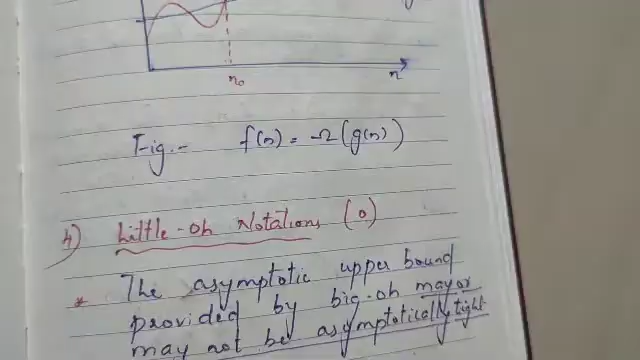 n₀
n
Fig.- f(n) = Ω(g(n))
4) Little-oh Notations (o)
* The asymptotic upper bound
provided by big-oh may or
may not be asymptotically tight